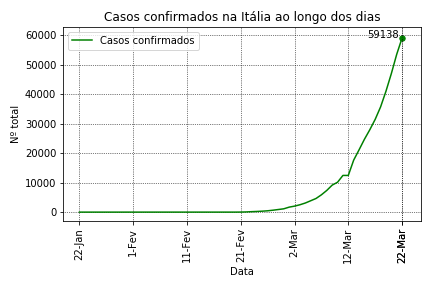 Casos confirmados na Itália ao longo dos dias
Casos confirmados
59138
60000
50000
40000
30000
20000
10000
0
Nº total
22-Jan
1-Fev
11-Fev
21-Fev
2-Mar
12-Mar
22-Mar
Data